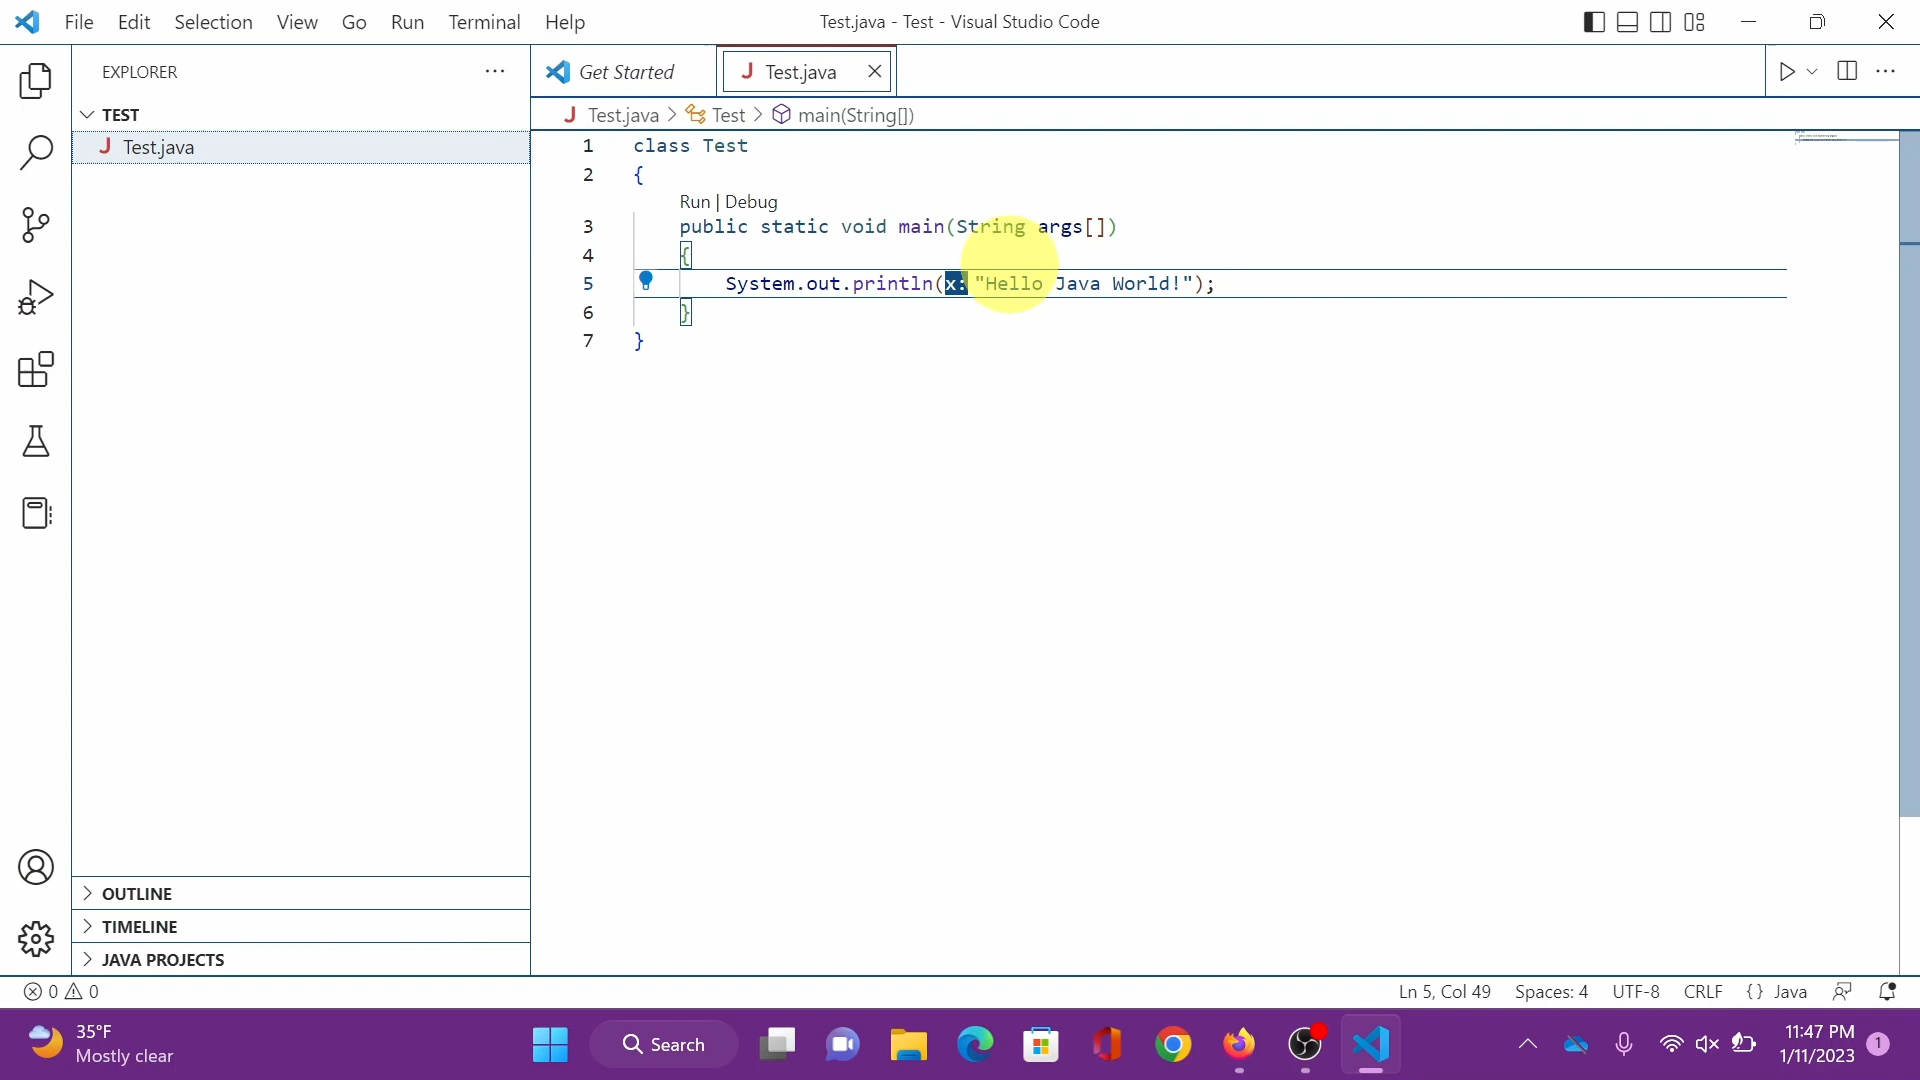 File Edit Selection View Go Run Terminal Help
Test.java - Test - Visual Studio Code
EXPLORER
TEST
Test.java
OUTLINE
TIMELINE
JAVA PROJECTS
Get Started
Test.java
Test.java > Test > main(String[])
1 class Test
2 {
Run | Debug
3 public static void main(String args[])
4 {
5 System.out.println(x: "Hello Java World!");
6 }
7 }
0 0
Ln 5, Col 49 Spaces: 4 UTF-8 CRLF {} Java
35°F
Mostly clear
Search
11:47 PM
1/11/2023
1